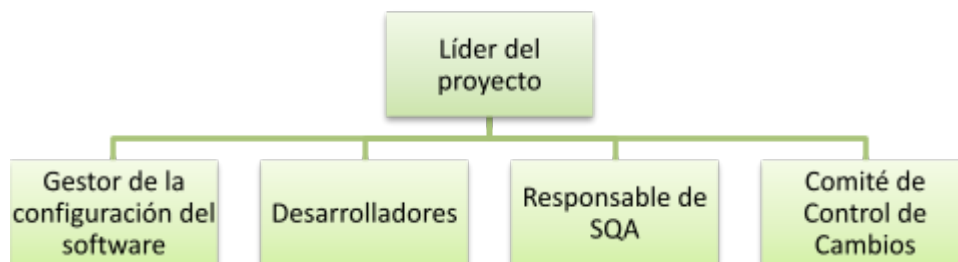 Líder del
proyecto
Gestor de la
configuración del
software
Desarrolladores
Responsable de
SQA
Comité de
Control de
Cambios